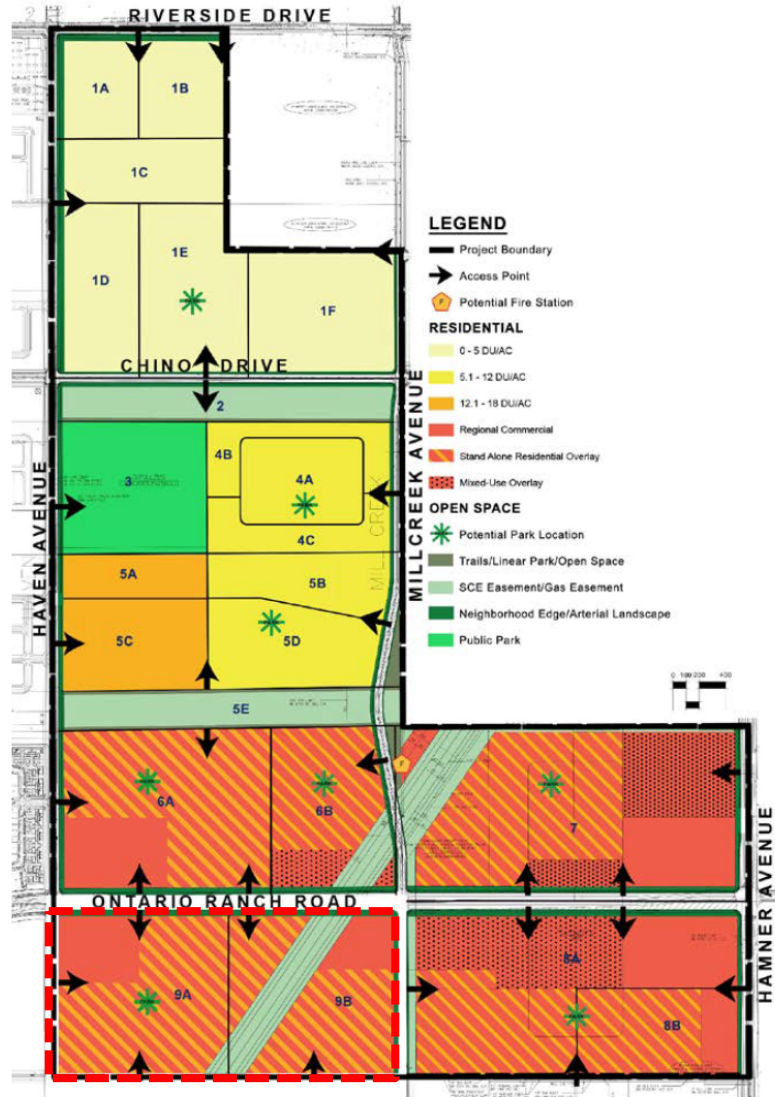 RIVERSIDE DRIVE
1A
1B
1C
1D
1E
1F
LEGEND
Project Boundary
Access Point
F
Potential Fire Station
RESIDENTIAL
0 - 5 DU/AC
5.1 - 12 DU/AC
12.1 - 18 DU/AC
Regional Commercial
Stand Alone Residential Overlay
Mixed-Use Overlay
OPEN SPACE
Potential Park Location
Trails/Linear Park/Open Space
SCE Easement/Gas Easement
Neighborhood Edge/Arterial Landscape
Public Park
0 100 200 400
CHINO DRIVE
HAVEN AVENUE
MILLCREEK AVENUE
MILL CREEK
2
3
4B
4A
4C
5A
5B
5C
5D
5E
6A
6B
F
7
HAMNER AVENUE
ONTARIO RANCH ROAD
9A
9B
8A
8B